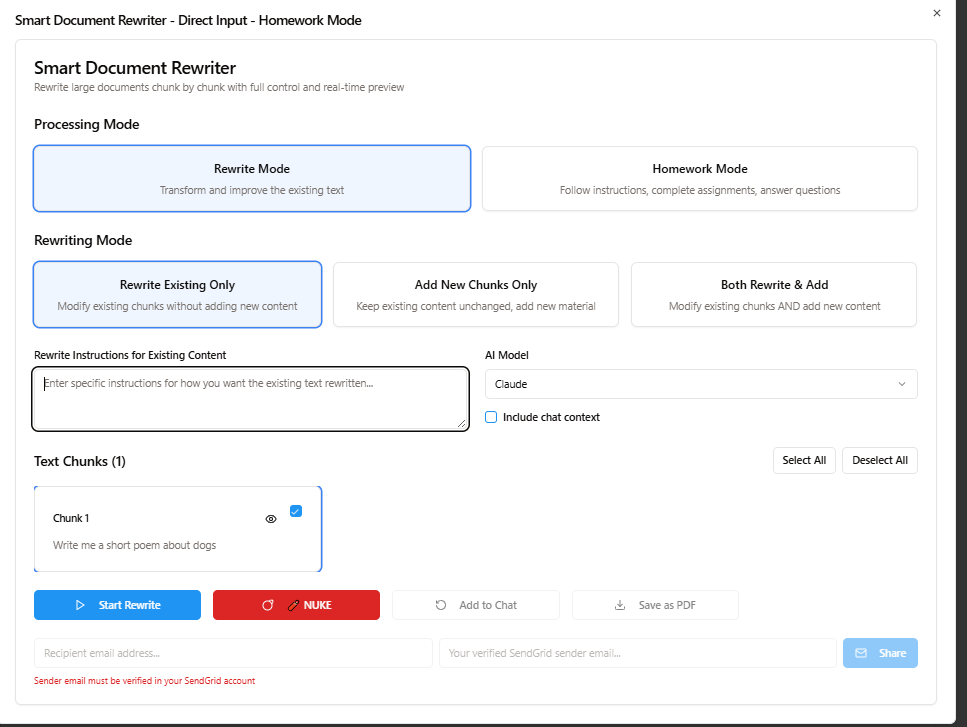 Smart Document Rewriter - Direct Input - Homework Mode
Smart Document Rewriter
Rewrite large documents chunk by chunk with full control and real-time preview
Processing Mode
Rewrite Mode
Transform and improve the existing text
Homework Mode
Follow instructions, complete assignments, answer questions
Rewriting Mode
Rewrite Existing Only
Modify existing chunks without adding new content
Add New Chunks Only
Keep existing content unchanged, add new material
Both Rewrite & Add
Modify existing chunks AND add new content
Rewrite Instructions for Existing Content
Enter specific instructions for how you want the existing text rewritten...
AI Model
Claude
Include chat context
Text Chunks (1)
Select All
Deselect All
Chunk 1
Write me a short poem about dogs
Start Rewrite
NUKE
Add to Chat
Save as PDF
Recipient email address...
Your verified SendGrid sender email...
Share
Sender email must be verified in your SendGrid account